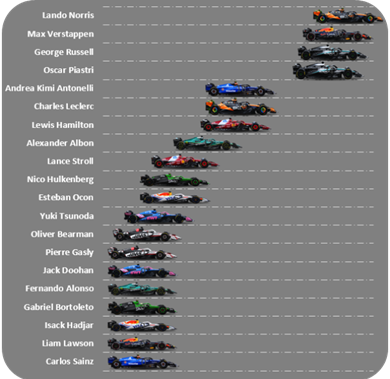 Lando Norris
Max Verstappen
George Russell
Oscar Piastri
Andrea Kimi Antonelli
Charles Leclerc
Lewis Hamilton
Alexander Albon
Lance Stroll
Nico Hulkenberg
Esteban Ocon
Yuki Tsunoda
Oliver Bearman
Pierre Gasly
Jack Doohan
Fernando Alonso
Gabriel Bortoleto
Isack Hadjar
Liam Lawson
Carlos Sainz